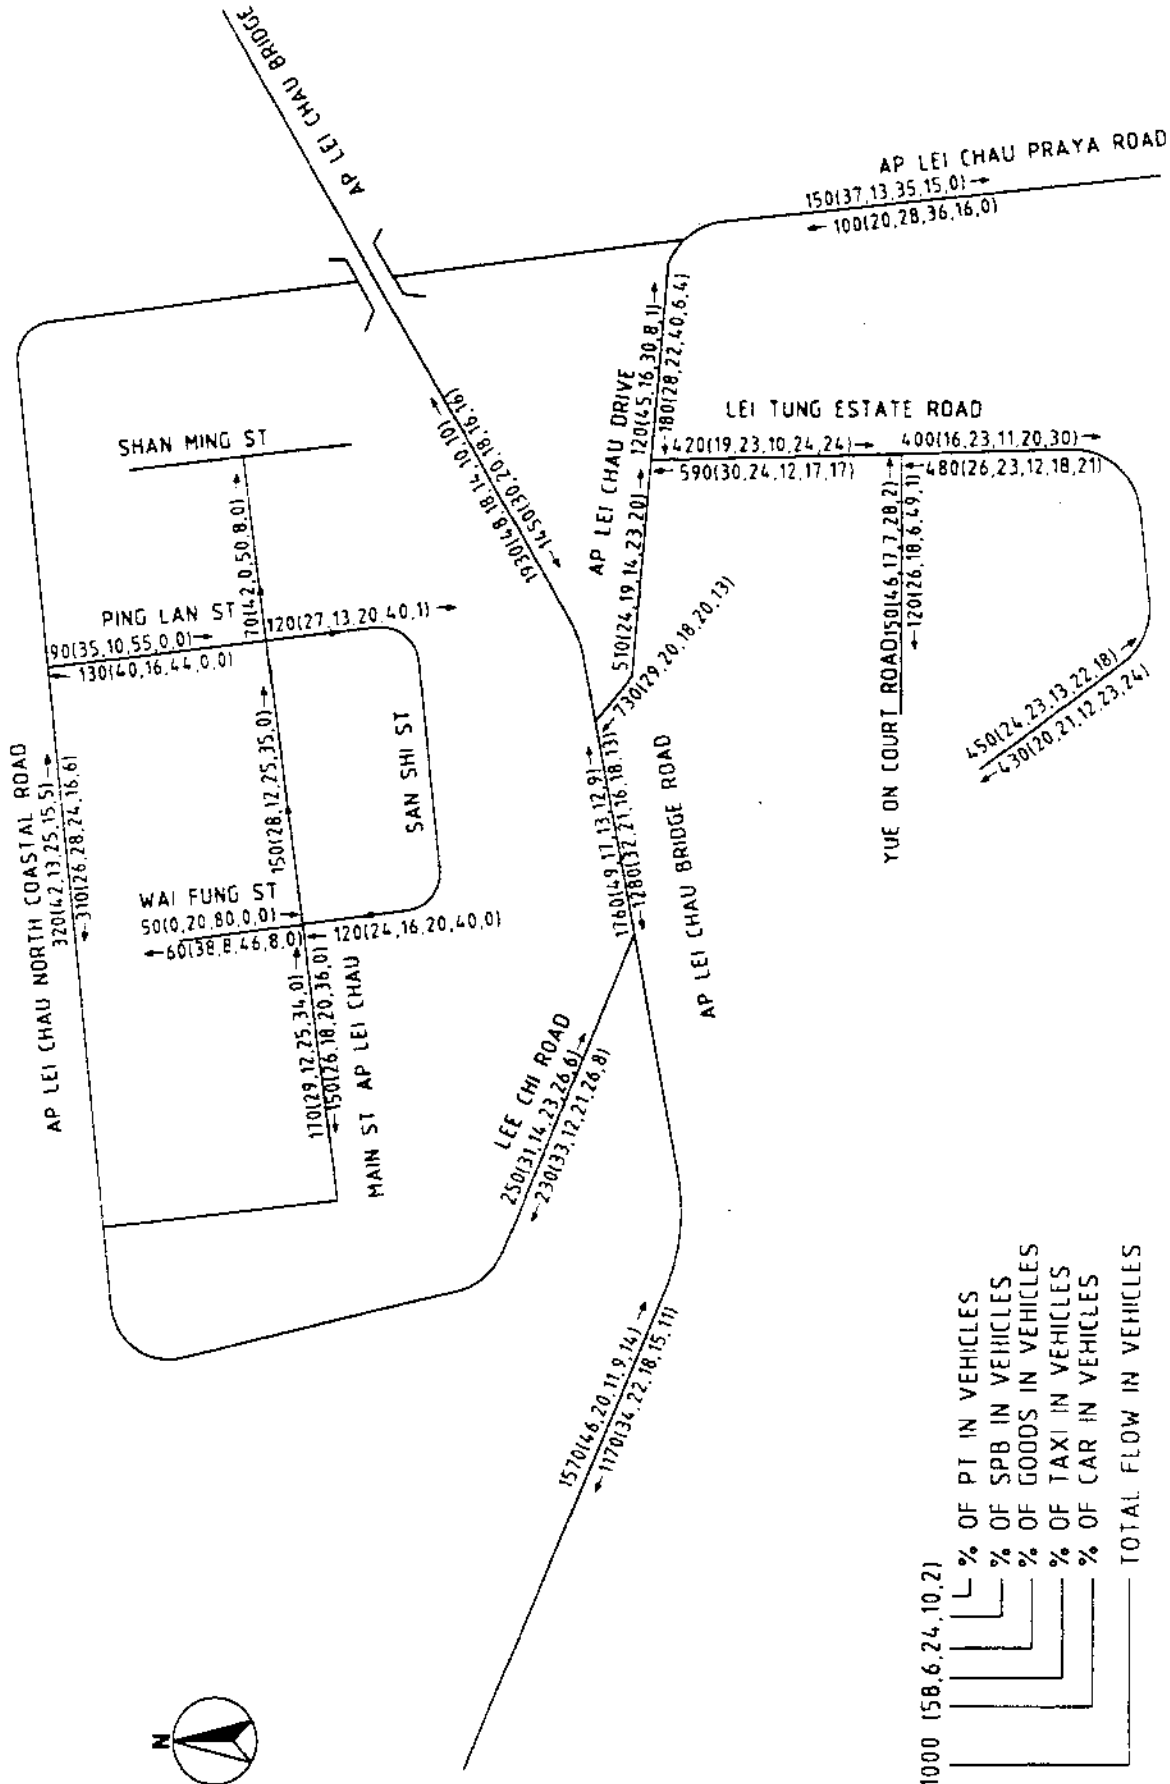 AP LEI CHAU BRIDGE
AP LEI CHAU BRIDGE
AP LEI CHAU PRAYA ROAD
150(37,13,35,15,0)
100(20,28,36,16,0)
SHAN MING ST
70(42,0,50,8,0)
PING LAN ST
90(35,10,55,0,0)
130(40,16,44,0,0)
120(27,13,20,40,1)
1930(48,18,14,10,10)
1450(30,20,18,16,16)
AP LEI CHAU DRIVE
120(45,16,30,8,1)
180(28,22,40,6,4)
510(24,19,14,23,20)
730(29,20,18,20,13)
LEI TUNG ESTATE ROAD
420(19,23,10,24,24)
590(30,24,12,17,17)
400(16,23,11,20,30)
480(26,23,12,18,21)
YUE ON COURT ROAD
150(46,17,7,28,2)
120(26,18,6,49,1)
450(24,23,13,22,18)
430(20,21,12,23,24)
AP LEI CHAU NORTH COASTAL ROAD
320(42,13,25,15,5)
310(26,28,24,16,6)
150(28,12,25,35,0)
SAN SHI ST
WAI FUNG ST
50(0,20,80,0,0)
60(38,8,46,8,0)
120(24,16,20,40,0)
170(29,12,25,34,0)
150(26,18,20,36,0)
MAIN ST AP LEI CHAU
1760(49,17,13,12,9)
1280(32,21,16,18,13)
AP LEI CHAU BRIDGE ROAD
LEE CHI ROAD
250(31,14,23,26,6)
230(33,12,21,26,8)
1570(46,20,11,9,14)
1170(34,22,18,15,11)
N
1000 (58,6,24,10,2)
% OF PT IN VEHICLES
% OF SPB IN VEHICLES
% OF GOODS IN VEHICLES
% OF TAXI IN VEHICLES
% OF CAR IN VEHICLES
TOTAL FLOW IN VEHICLES